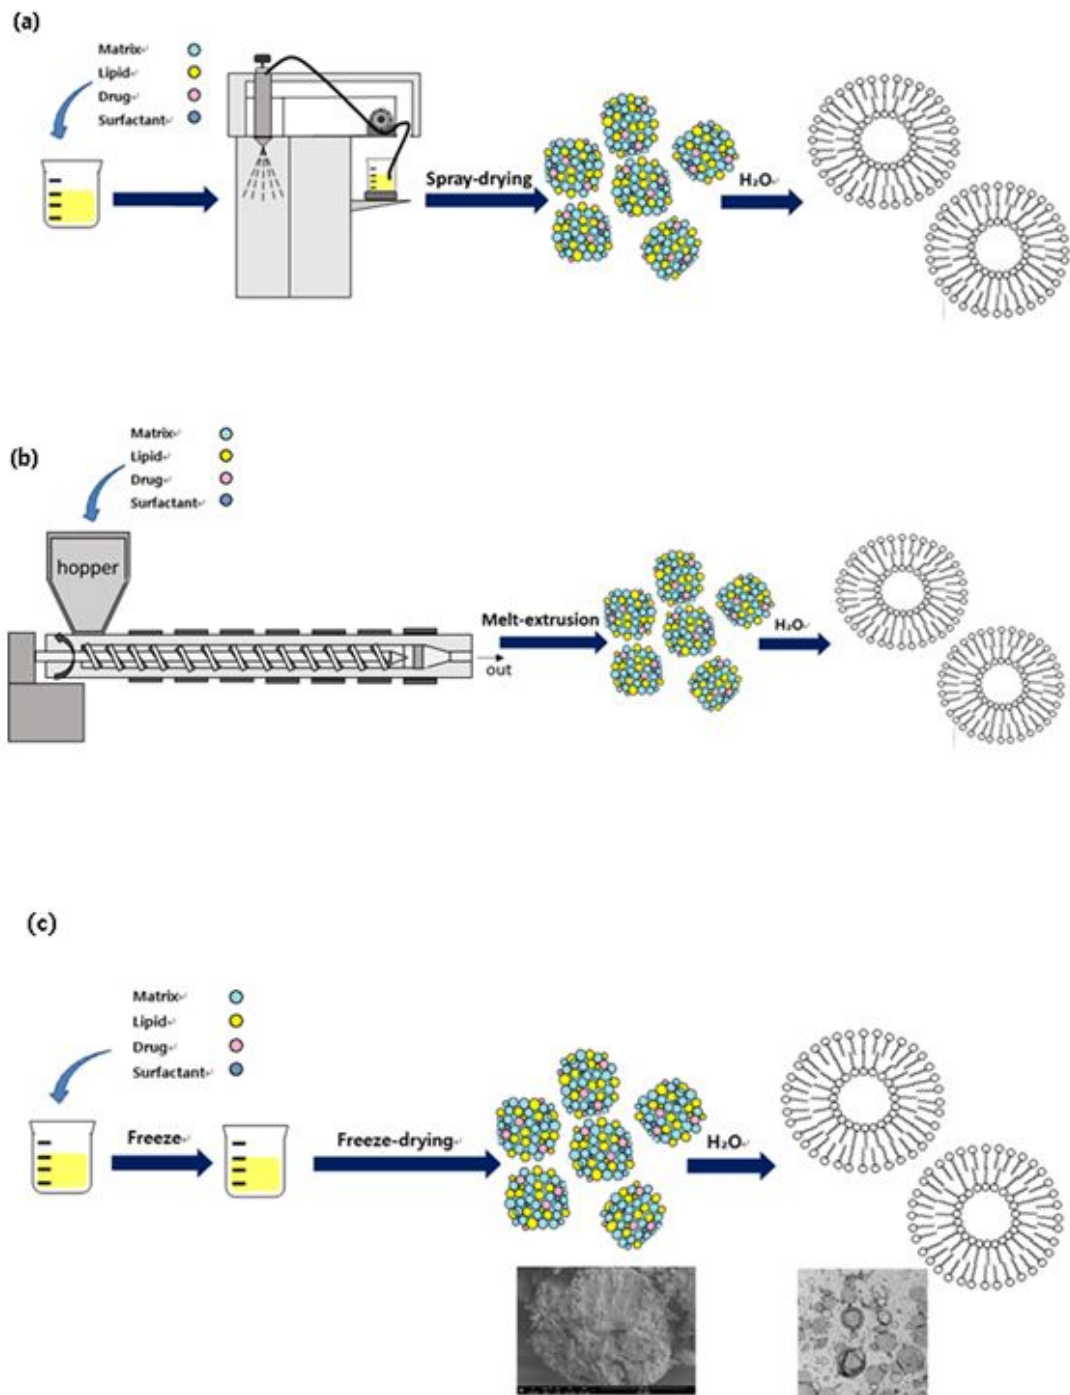 (a)
Matrix↵
Lipid↵
Drug↵
Surfactant↵
Spray-drying↵
H₂O↵
(b)
Matrix↵
Lipid↵
Drug↵
Surfactant↵
hopper
out
Melt-extrusion↵
H₂O↵
(c)
Matrix↵
Lipid↵
Drug↵
Surfactant↵
Freeze↵
Freeze-drying↵
H₂O↵